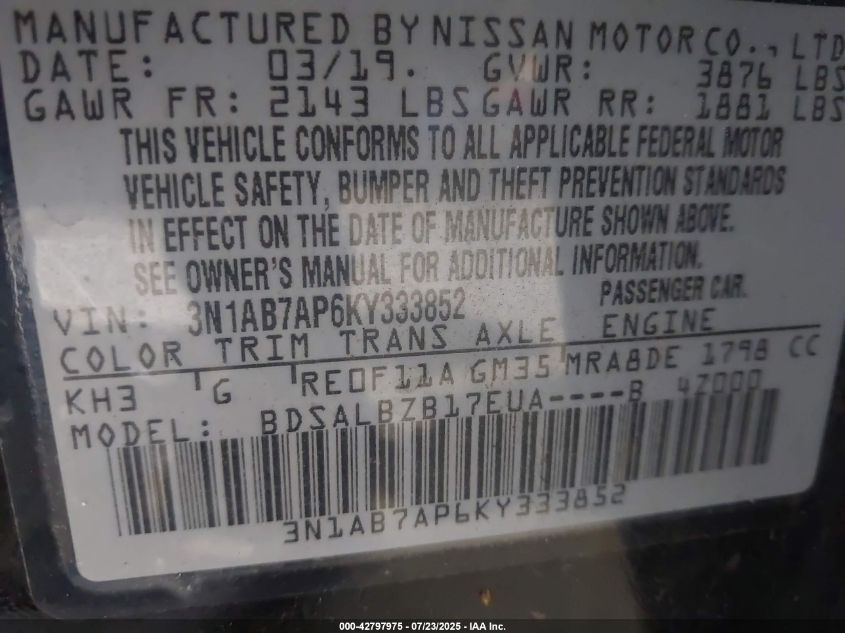 MANUFACTURED BY NISSAN MOTOR CO., LTD
DATE: 03/19. GVWR: 3876 LBS
GAWR FR: 2143 LBS GAWR RR: 1881 LBS
THIS VEHICLE CONFORMS TO ALL APPLICABLE FEDERAL MOTOR
VEHICLE SAFETY, BUMPER AND THEFT PREVENTION STANDARDS
IN EFFECT ON THE DATE OF MANUFACTURE SHOWN ABOVE.
SEE OWNER'S MANUAL FOR ADDITIONAL INFORMATION.
VIN: 3N1AB7AP6KY333852 PASSENGER CAR.
COLOR TRIM TRANS AXLE ENGINE
KH3 G RE0F11A GM35 MRA8DE 1798 CC
MODEL: BDSALBZB17EUA----B 4Z000
3N1AB7AP6KY333852
000-42797975 | 07/23/2025 - IAA, Inc.